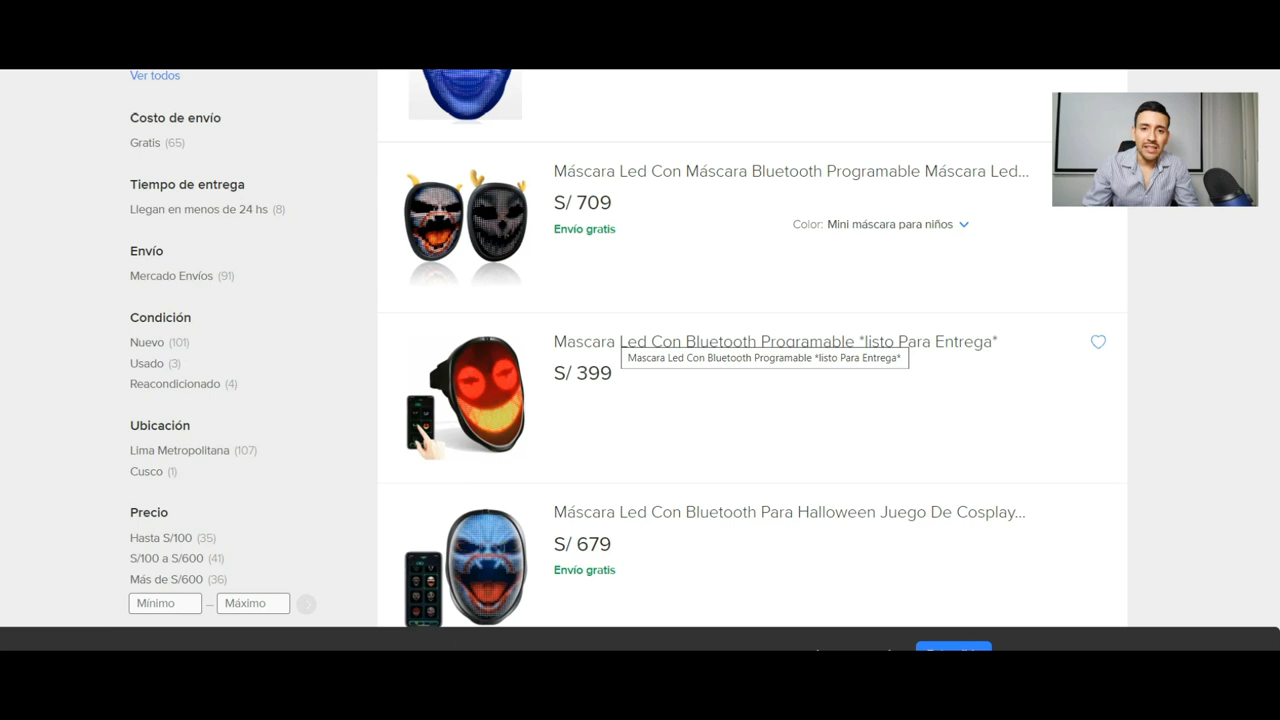 Ver todos
Costo de envío
Gratis (65)
Tiempo de entrega
Llegan en menos de 24 hs (8)
Envío
Mercado Envíos (91)
Condición
Nuevo (101)
Usado (3)
Reacondicionado (4)
Ubicación
Lima Metropolitana (107)
Cusco (1)
Precio
Hasta S/100 (35)
S/100 a S/600 (41)
Más de S/600 (36)
Mínimo – Máximo
Máscara Led Con Máscara Bluetooth Programable Máscara Led...
S/ 709
Envío gratis
Color: Mini máscara para niños
Mascara Led Con Bluetooth Programable *listo Para Entrega*
Mascara Led Con Bluetooth Programable *listo Para Entrega*
S/ 399
Máscara Led Con Bluetooth Para Halloween Juego De Cosplay...
S/ 679
Envío gratis